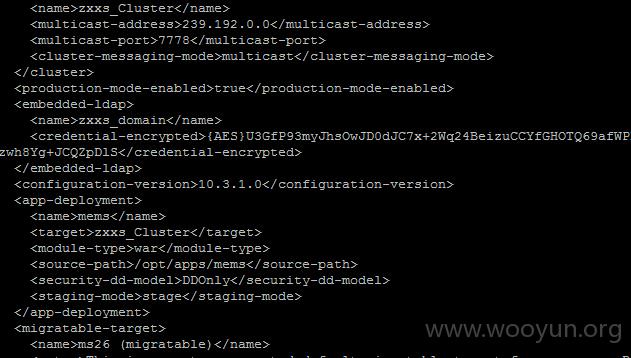 <name>zxxs_Cluster</name>
<multicast-address>239.192.0.0</multicast-address>
<multicast-port>7778</multicast-port>
<cluster-messaging-mode>multicast</cluster-messaging-mode>
</cluster>
<production-mode-enabled>true</production-mode-enabled>
<embedded-ldap>
<name>zxxs_domain</name>
<credential-encrypted>{AES}U3GfP93myJhsOwJD0dJC7x+2Wq24BeizuCCYfGHOTQ69afWP
zwh8Yg+JCQZpDlS</credential-encrypted>
</embedded-ldap>
<configuration-version>10.3.1.0</configuration-version>
<app-deployment>
<name>mems</name>
<target>zxxs_Cluster</target>
<module-type>war</module-type>
<source-path>/opt/apps/mems</source-path>
<security-dd-model>DDOnly</security-dd-model>
<staging-mode>stage</staging-mode>
</app-deployment>
<migratable-target>
<name>ms26 (migratable)</name>
www.wooyun.org